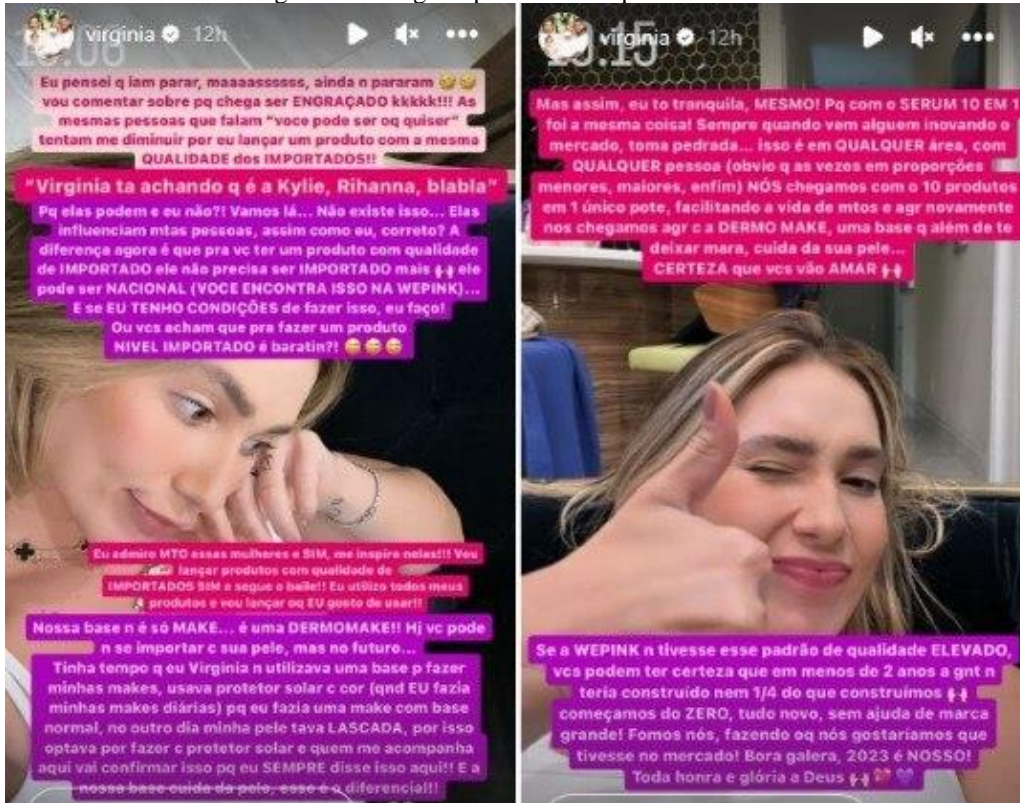 virginia 12h
Eu pensei q iam parar, maaaassssss, ainda n pararam 🤣🤣
vou comentar sobre pq chega ser ENGRAÇADO kkkkk!!! As
mesmas pessoas que falam "voce pode ser oq quiser"
tentam me diminuir por eu lançar um produto com a mesma
QUALIDADE dos IMPORTADOS!!
"Virginia ta achando q é a Kylie, Rihanna, blabla"
Pq elas podem e eu não?! Vamos lá... Não existe isso... Elas
influenciam mtas pessoas, assim como eu, correto? A
diferença agora é que pra vc ter um produto com qualidade
de IMPORTADO ele não precisa ser IMPORTADO mais 🙌 ele
pode ser NACIONAL (VOCE ENCONTRA ISSO NA WEPINK)...
E se EU TENHO CONDIÇÕES de fazer isso, eu faço!
Ou vcs acham que pra fazer um produto
NIVEL IMPORTADO é baratin?! 😅😅😅
Eu admiro MTO essas mulheres e SIM, me inspiro nelas!!! Vou
lançar produtos com qualidade de
IMPORTADOS SIM e segue o baile!! Eu utilizo todos meus
produtos e vou lançar oq EU gosto de usar!!
Nossa base n é só MAKE... é uma DERMOMAKE!! Hj vc pode
n se importar c sua pele, mas no futuro...
Tinha tempo q eu Virginia n utilizava uma base p fazer
minhas makes, usava protetor solar c cor (qnd EU fazia
minhas makes diárias) pq eu fazia uma make com base
normal, no outro dia minha pele tava LASCADA, por isso
optava por fazer c protetor solar e quem me acompanha
aqui vai confirmar isso pq eu SEMPRE disse isso aqui!! E a
nossa base cuida da pele, esse é o diferencial!!
virginia 12h
19:15
Mas assim, eu to tranquila, MESMO! Pq com o SERUM 10 EM 1
foi a mesma coisa! Sempre quando vem alguem inovando o
mercado, toma pedrada... isso é em QUALQUER área, com
QUALQUER pessoa (obvio q as vezes em proporções
menores, maiores, enfim) NÓS chegamos com o 10 produtos
em 1 único pote, facilitando a vida de mtos e agr novamente
nos chegamos agr c a DERMO MAKE, uma base q além de te
deixar mara, cuida da sua pele...
CERTEZA que vcs vão AMAR 🙌
Se a WEPINK n tivesse esse padrão de qualidade ELEVADO,
vcs podem ter certeza que em menos de 2 anos a gnt n
teria construído nem 1/4 do que construímos 🙌
começamos do ZERO, tudo novo, sem ajuda de marca
grande! Fomos nós, fazendo oq nós gostaríamos que
tivesse no mercado! Bora galera, 2023 é NOSSO!
Toda honra e glória a Deus 🙌💖💜